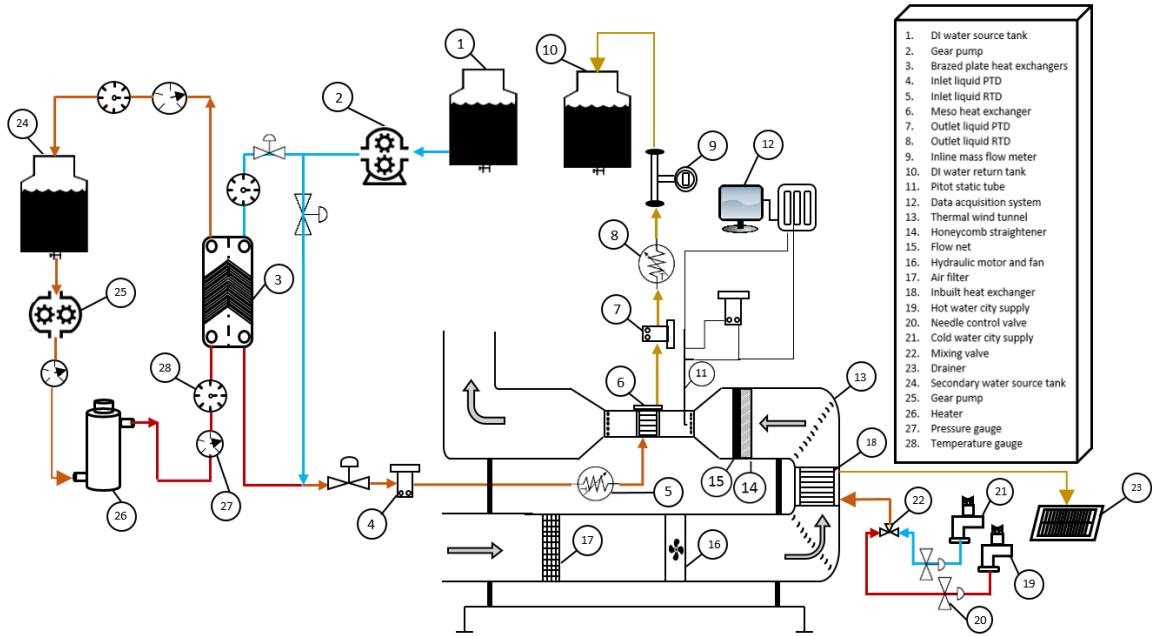 1. DI water source tank
2. Gear pump
3. Brazed plate heat exchangers
4. Inlet liquid PTD
5. Inlet liquid RTD
6. Meso heat exchanger
7. Outlet liquid PTD
8. Outlet liquid RTD
9. Inline mass flow meter
10. DI water return tank
11. Pitot static tube
12. Data acquisition system
13. Thermal wind tunnel
14. Honeycomb straightener
15. Flow net
16. Hydraulic motor and fan
17. Air filter
18. Inbuilt heat exchanger
19. Hot water city supply
20. Needle control valve
21. Cold water city supply
22. Mixing valve
23. Drainer
24. Secondary water source tank
25. Gear pump
26. Heater
27. Pressure gauge
28. Temperature gauge
1
10
2
24
9
12
3
8
25
7
28
11
6
13
18
15
14
5
4
26
27
22
21
23
17
16
19
20